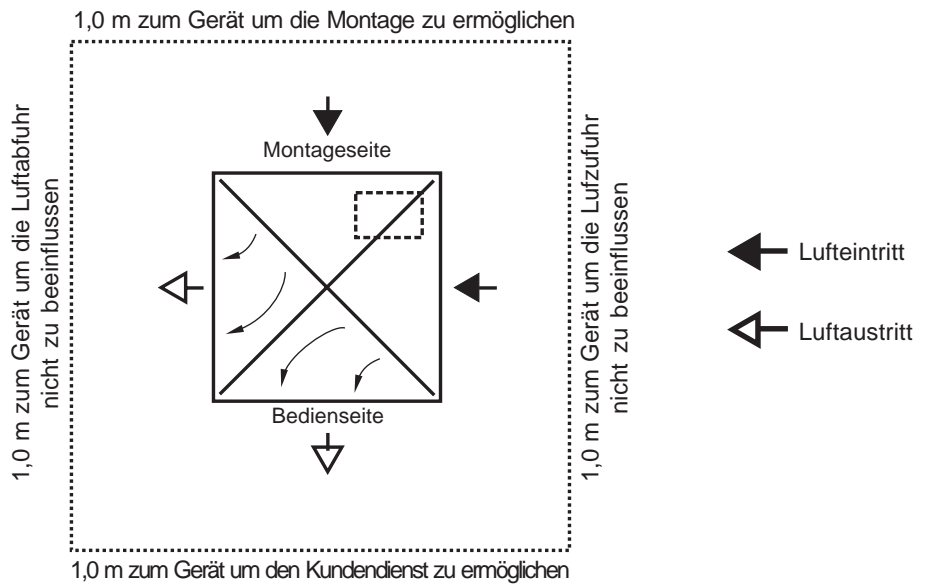 1,0 m zum Gerät um die Montage zu ermöglichen
1,0 m zum Gerät um die Luftabfuhr
nicht zu beeinflussen
Montageseite
Bedienseite
1,0 m zum Gerät um die Lufzufuhr
nicht zu beeinflussen
Lufteintritt
Luftaustritt
1,0 m zum Gerät um den Kundendienst zu ermöglichen